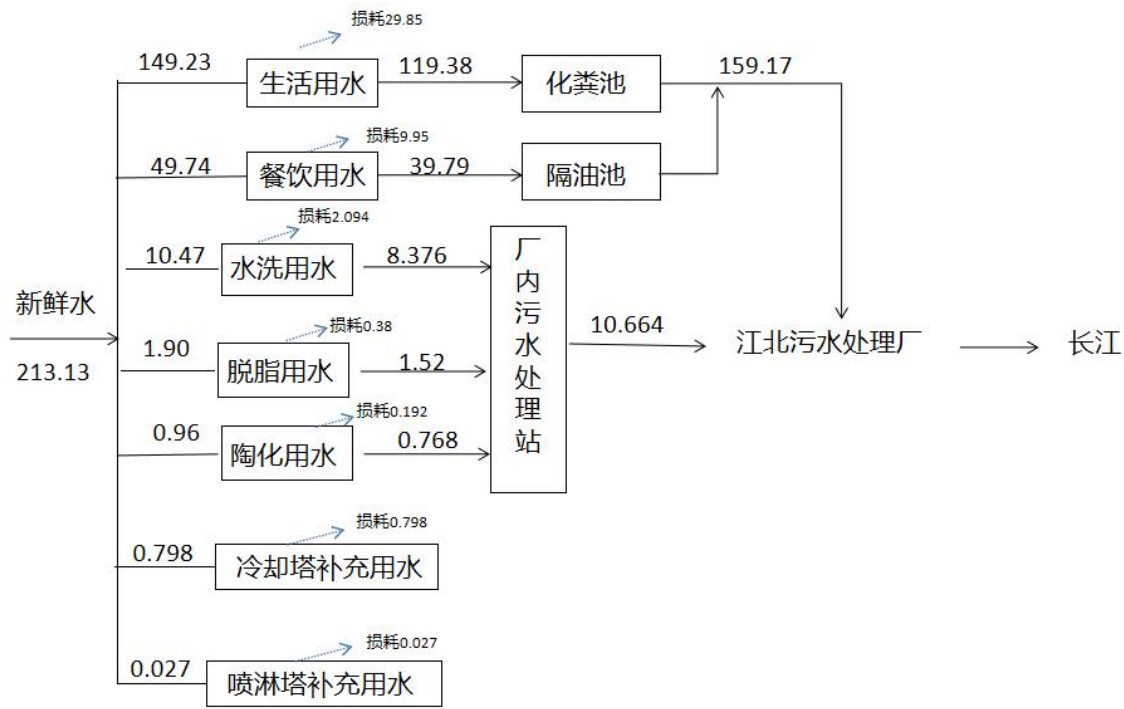 损耗29.85
149.23
生活用水
119.38
化粪池
159.17
损耗9.95
49.74
餐饮用水
39.79
隔油池
损耗2.094
10.47
水洗用水
8.376
厂内污水处理站
新鲜水
213.13
损耗0.38
1.90
脱脂用水
1.52
10.664
江北污水处理厂
长江
损耗0.192
0.96
陶化用水
0.768
损耗0.798
0.798
冷却塔补充用水
损耗0.027
0.027
喷淋塔补充用水